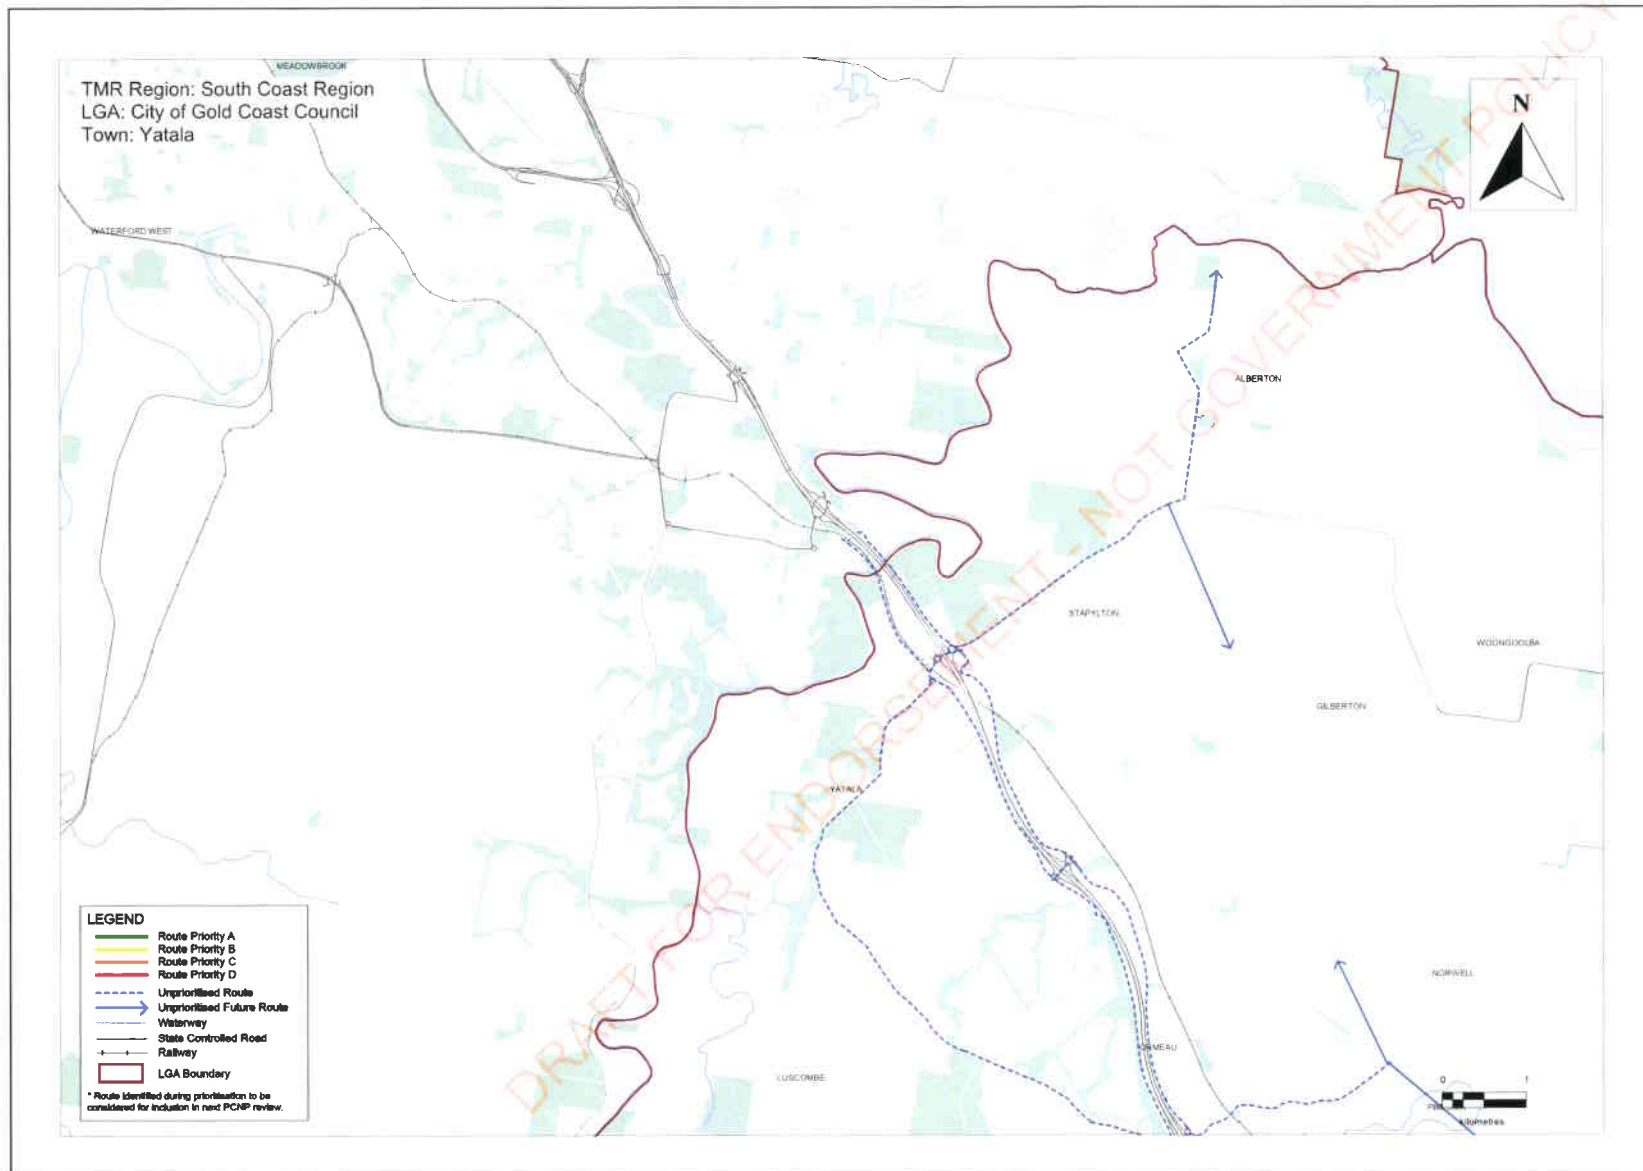 MEADOWBROOK
TMR Region: South Coast Region
LGA: City of Gold Coast Council
Town: Yatala
N
WATERFORD WEST
ALBERTON
STAPYLTON
WOONGOOLBA
GILBERTON
YATALA
NORWELL
ORMEAU
LUSCOMBE
DRAFT FOR ENDORSEMENT - NOT GOVERNMENT POLICY
LEGEND
Route Priority A
Route Priority B
Route Priority C
Route Priority D
Unprioritised Route
Unprioritised Future Route
Waterway
State Controlled Road
Railway
LGA Boundary
* Route identified during prioritisation to be
considered for inclusion in next PCNP review.
0 1
kilometres